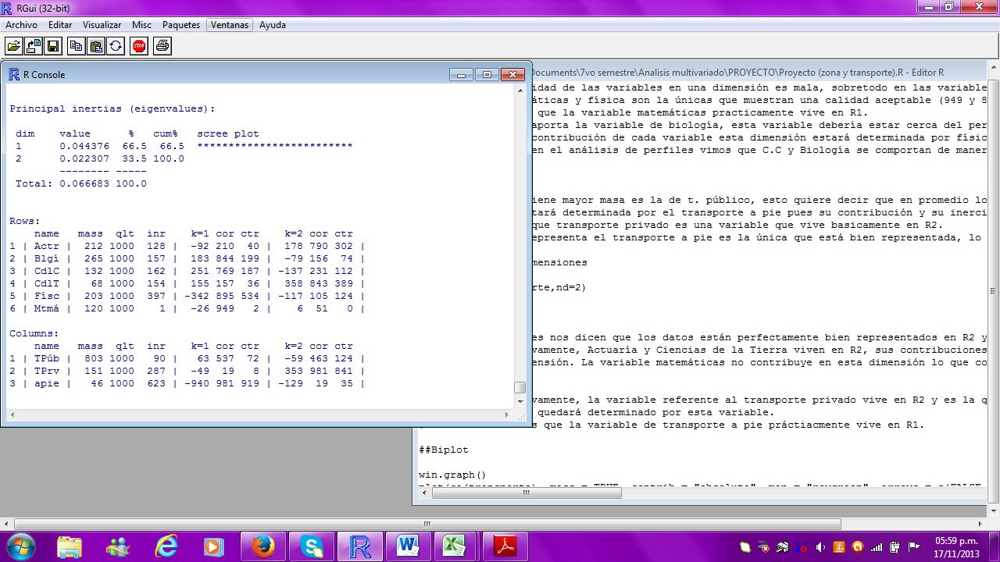 RGui (32-bit)
Archivo Editar Visualizar Misc Paquetes Ventanas Ayuda
STOP
R Console
Principal inertias (eigenvalues):
dim value % cum% scree plot
1 0.044376 66.5 66.5 *************************
2 0.022307 33.5 100.0
-------- -----
Total: 0.066683 100.0
Rows:
name mass qlt inr k=1 cor ctr k=2 cor ctr
1 | Actr | 212 1000 128 | -92 210 40 | 178 790 302 |
2 | Blgí | 265 1000 157 | 183 844 199 | -79 156 74 |
3 | CdlC | 132 1000 162 | 251 769 187 | -137 231 112 |
4 | CdlT | 68 1000 154 | 155 157 36 | 358 843 389 |
5 | Físc | 203 1000 397 | -342 895 534 | -117 105 124 |
6 | Mtmá | 120 1000 1 | -26 949 2 | 6 51 0 |
Columns:
name mass qlt inr k=1 cor ctr k=2 cor ctr
1 | TPúb | 803 1000 90 | 63 537 72 | -59 463 124 |
2 | TPrv | 151 1000 287 | -49 19 8 | 353 981 841 |
3 | apie | 46 1000 623 | -940 981 919 | -129 19 35 |
Documents\7vo semestre\Analisis multivariado\PROYECTO\Proyecto (zona y transporte).R - Editor R
idad de las variables en una dimensión es mala, sobretodo en las variable
áticas y física son la únicas que muestran una calidad aceptable (949 y 8
que la variable matemáticas practicamente vive en R1.
aporta la variable de biología, esta variable debería estar cerca del per
contribución de cada variable esta dimensión estará determinada por físic
en el análisis de perfiles vimos que C.C y Biología se comportan de maner
iene mayor masa es la de t. público, esto quiere decir que en promedio lo
tará determinada por el transporte a pie pues su contribución y su inerci
que transporte privado es una variable que vive basicamente en R2.
epresenta el transporte a pie es la única que está bien representada, lo
mensiones
rte,nd=2)
es nos dicen que los datos están perfectamente bien representados en R2 y
vamente, Actuaría y Ciencias de la Tierra viven en R2, sus contribuciones
ensión. La variable matemáticas no contribuye en esta dimensión lo que co
vamente, la variable referente al transporte privado vive en R2 y es la q
quedará determinado por esta variable.
s que la variable de transporte a pie práctiacmente vive en R1.
##Biplot
win.graph()
05:59 p.m.
17/11/2013